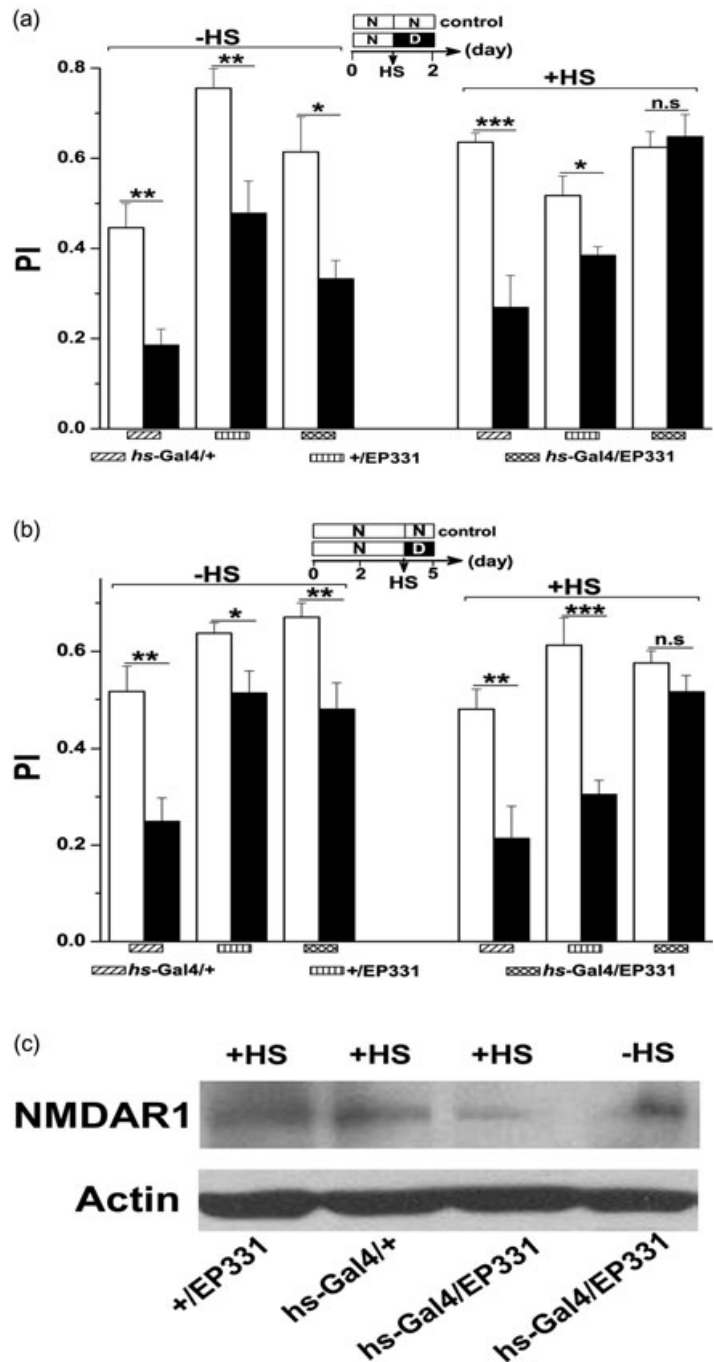 (a)
N N control
N D
0 2 (day)
HS
-HS
+HS
** ** * *** * n.s
PI
0.8
0.6
0.4
0.2
0.0
hs-Gal4/+ +/EP331 hs-Gal4/EP331
(b)
N N control
N D
0 2 5 (day)
HS
-HS
+HS
** * ** ** *** n.s
PI
0.6
0.4
0.2
0.0
hs-Gal4/+ +/EP331 hs-Gal4/EP331
(c)
+HS +HS +HS -HS
NMDAR1
Actin
+/EP331 hs-Gal4/+ hs-Gal4/EP331 hs-Gal4/EP331